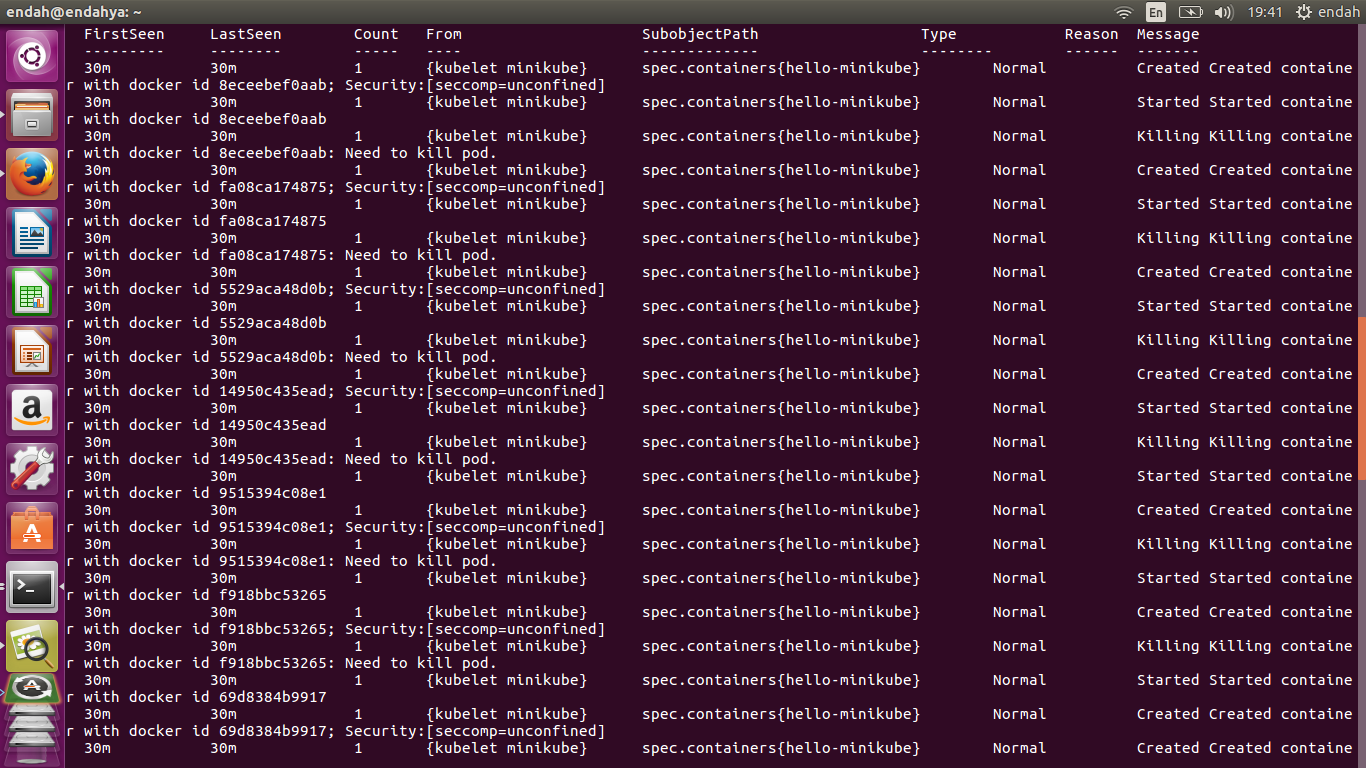 endah@endahya: ~ En 19:41 endah
FirstSeen LastSeen Count From SubobjectPath Type Reason Message
--------- -------- ----- ---- ------------- -------- ------ -------
30m 30m 1 {kubelet minikube} spec.containers{hello-minikube} Normal Created Created containe
r with docker id 8eceebef0aab; Security:[seccomp=unconfined]
30m 30m 1 {kubelet minikube} spec.containers{hello-minikube} Normal Started Started containe
r with docker id 8eceebef0aab
30m 30m 1 {kubelet minikube} spec.containers{hello-minikube} Normal Killing Killing containe
r with docker id 8eceebef0aab: Need to kill pod.
30m 30m 1 {kubelet minikube} spec.containers{hello-minikube} Normal Created Created containe
r with docker id fa08ca174875; Security:[seccomp=unconfined]
30m 30m 1 {kubelet minikube} spec.containers{hello-minikube} Normal Started Started containe
r with docker id fa08ca174875
30m 30m 1 {kubelet minikube} spec.containers{hello-minikube} Normal Killing Killing containe
r with docker id fa08ca174875: Need to kill pod.
30m 30m 1 {kubelet minikube} spec.containers{hello-minikube} Normal Created Created containe
r with docker id 5529aca48d0b; Security:[seccomp=unconfined]
30m 30m 1 {kubelet minikube} spec.containers{hello-minikube} Normal Started Started containe
r with docker id 5529aca48d0b
30m 30m 1 {kubelet minikube} spec.containers{hello-minikube} Normal Killing Killing containe
r with docker id 5529aca48d0b: Need to kill pod.
30m 30m 1 {kubelet minikube} spec.containers{hello-minikube} Normal Created Created containe
r with docker id 14950c435ead; Security:[seccomp=unconfined]
30m 30m 1 {kubelet minikube} spec.containers{hello-minikube} Normal Started Started containe
r with docker id 14950c435ead
30m 30m 1 {kubelet minikube} spec.containers{hello-minikube} Normal Killing Killing containe
r with docker id 14950c435ead: Need to kill pod.
30m 30m 1 {kubelet minikube} spec.containers{hello-minikube} Normal Started Started containe
r with docker id 9515394c08e1
30m 30m 1 {kubelet minikube} spec.containers{hello-minikube} Normal Created Created containe
r with docker id 9515394c08e1; Security:[seccomp=unconfined]
30m 30m 1 {kubelet minikube} spec.containers{hello-minikube} Normal Killing Killing containe
r with docker id 9515394c08e1: Need to kill pod.
30m 30m 1 {kubelet minikube} spec.containers{hello-minikube} Normal Started Started containe
r with docker id f918bbc53265
30m 30m 1 {kubelet minikube} spec.containers{hello-minikube} Normal Created Created containe
r with docker id f918bbc53265; Security:[seccomp=unconfined]
30m 30m 1 {kubelet minikube} spec.containers{hello-minikube} Normal Killing Killing containe
r with docker id f918bbc53265: Need to kill pod.
30m 30m 1 {kubelet minikube} spec.containers{hello-minikube} Normal Started Started containe
r with docker id 69d8384b9917
30m 30m 1 {kubelet minikube} spec.containers{hello-minikube} Normal Created Created containe
r with docker id 69d8384b9917; Security:[seccomp=unconfined]
30m 30m 1 {kubelet minikube} spec.containers{hello-minikube} Normal Created Created containe